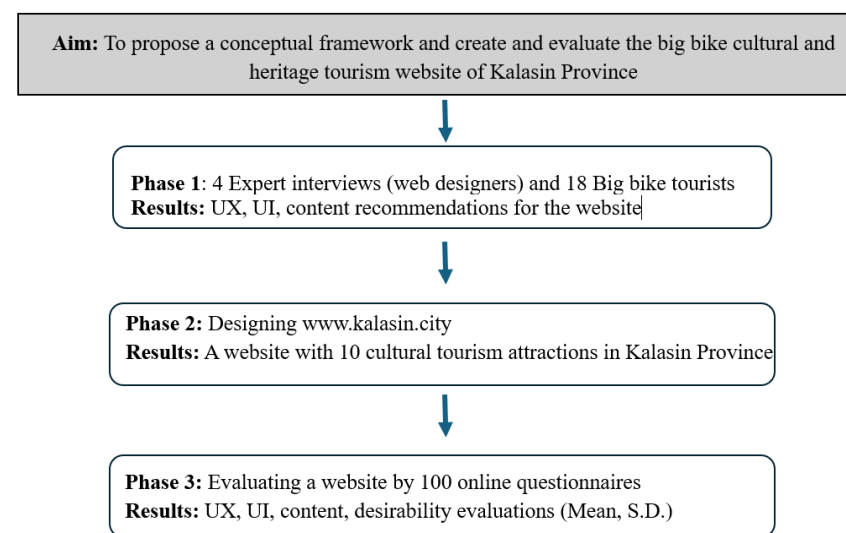 Aim: To propose a conceptual framework and create and evaluate the big bike cultural and
heritage tourism website of Kalasin Province
Phase 1: 4 Expert interviews (web designers) and 18 Big bike tourists
Results: UX, UI, content recommendations for the website
Phase 2: Designing www.kalasin.city
Results: A website with 10 cultural tourism attractions in Kalasin Province
Phase 3: Evaluating a website by 100 online questionnaires
Results: UX, UI, content, desirability evaluations (Mean, S.D.)